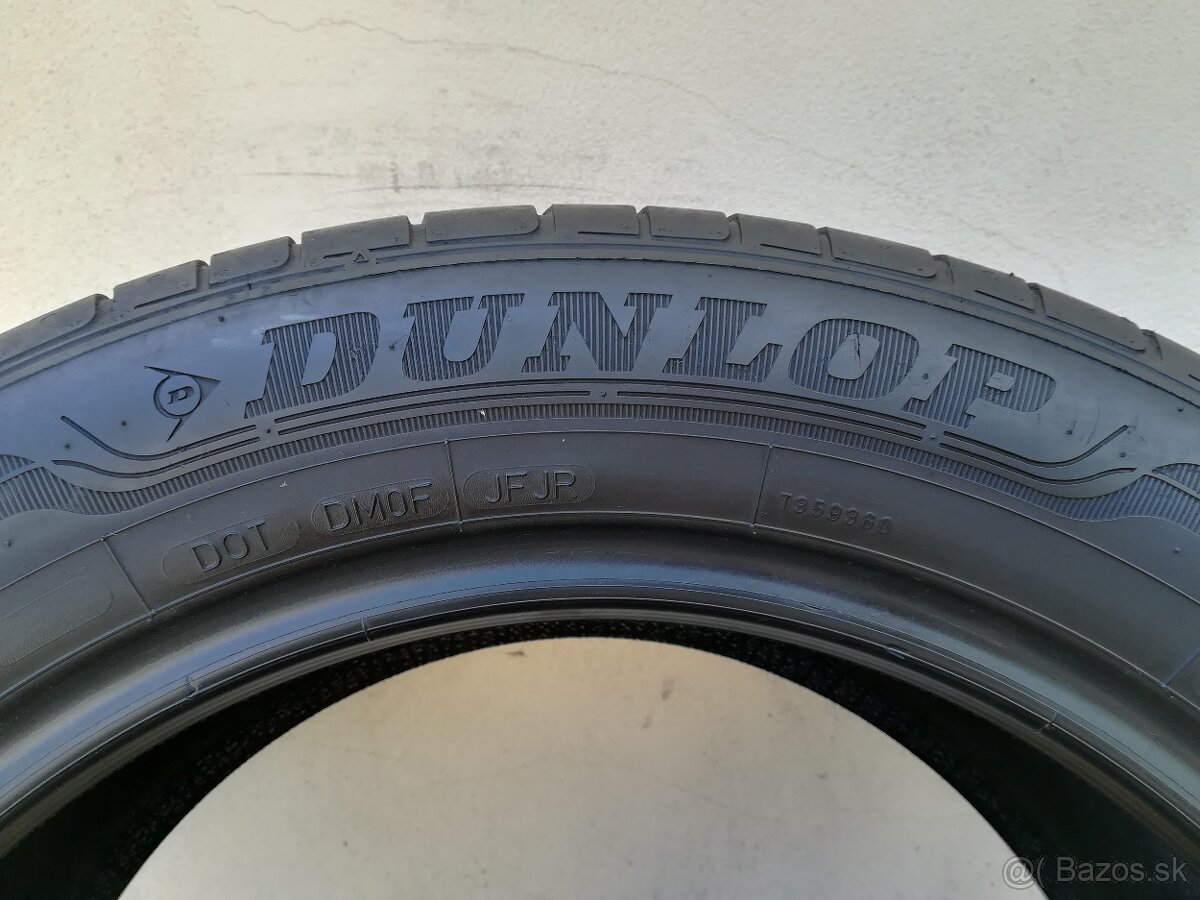 D DUNLOP
DOT DM0F JFJR
T359360
@( Bazos.sk